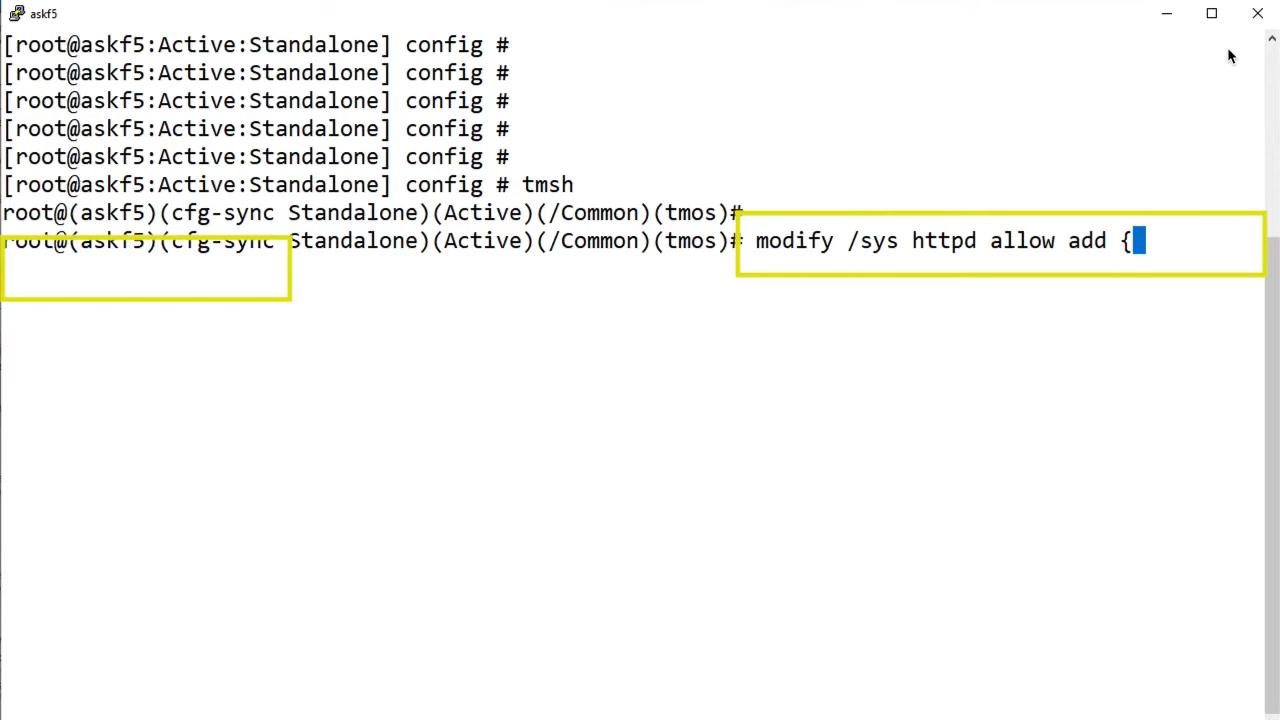 askf5
[root@askf5:Active:Standalone] config #
[root@askf5:Active:Standalone] config #
[root@askf5:Active:Standalone] config #
[root@askf5:Active:Standalone] config #
[root@askf5:Active:Standalone] config #
[root@askf5:Active:Standalone] config # tmsh
root@(askf5)(cfg-sync Standalone)(Active)(/Common)(tmos)#
root@(askf5)(cfg-sync Standalone)(Active)(/Common)(tmos)# modify /sys httpd allow add {